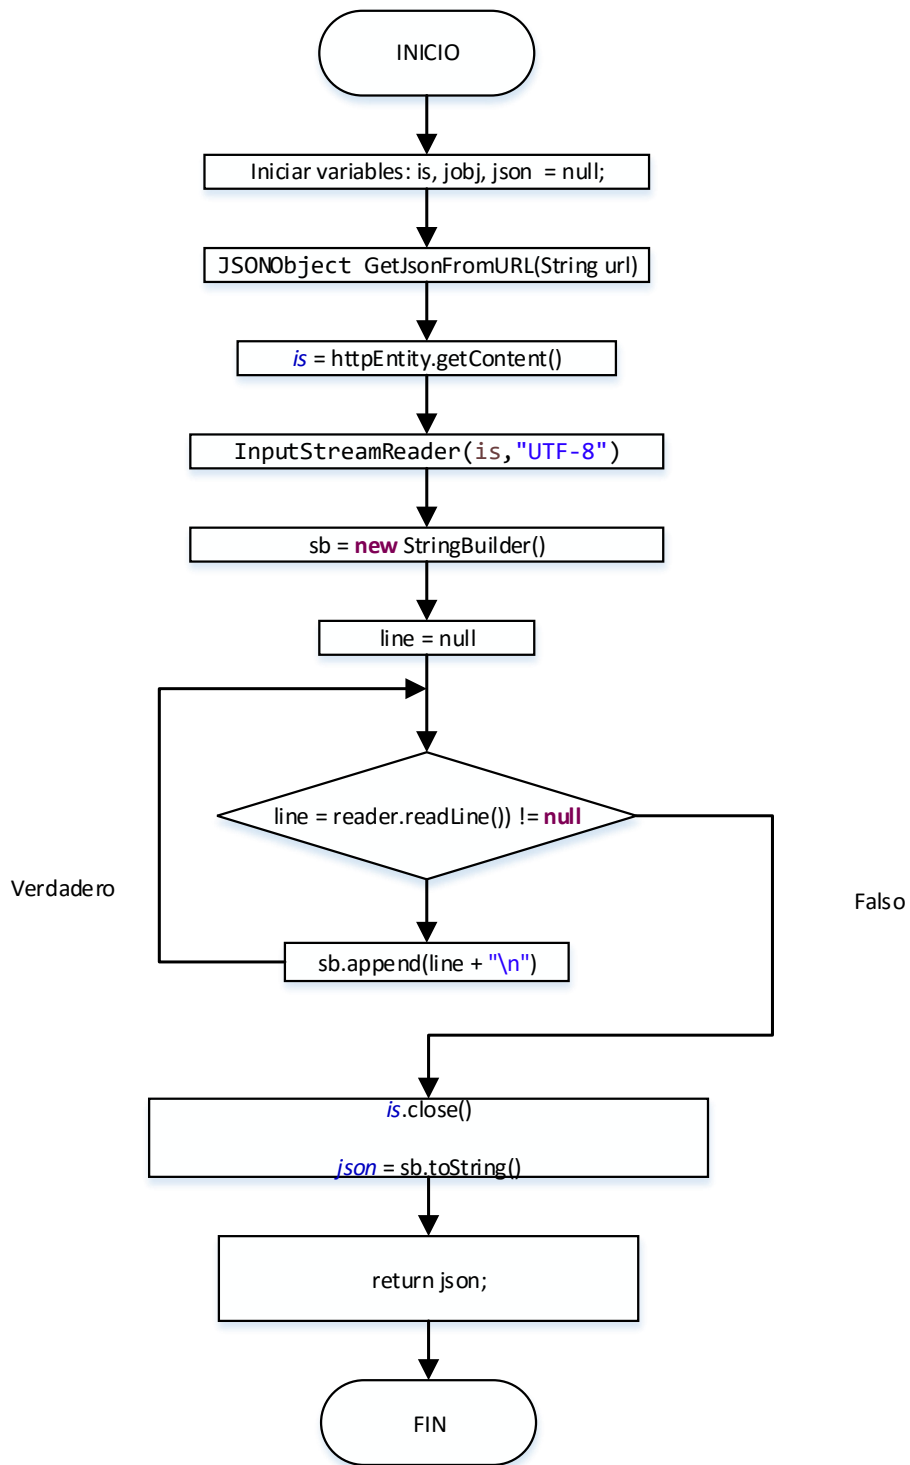 INICIO
Iniciar variables: is, jobj, json = null;
JSONObject GetJsonFromURL(String url)
is = httpEntity.getContent()
InputStreamReader(is,"UTF-8")
sb = new StringBuilder()
line = null
line = reader.readLine()) != null
Verdadero
Falso
sb.append(line + "\n")
is.close()
json = sb.toString()
return json;
FIN